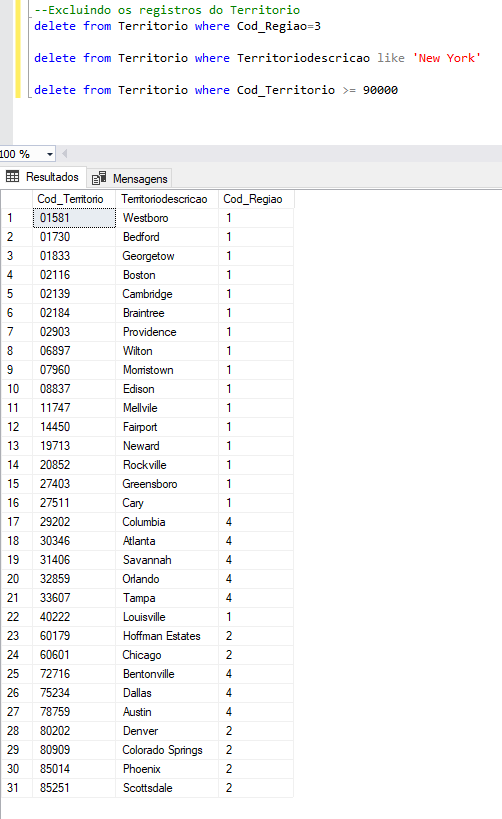 --Excluindo os registros do Territorio
delete from Territorio where Cod_Regiao=3
delete from Territorio where Territoriodescricao like 'New York'
delete from Territorio where Cod_Territorio >= 90000
100 %
Resultados Mensagens
Cod_Territorio Territoriodescricao Cod_Regiao
1 01581 Westboro 1
2 01730 Bedford 1
3 01833 Georgetow 1
4 02116 Boston 1
5 02139 Cambridge 1
6 02184 Braintree 1
7 02903 Providence 1
8 06897 Wilton 1
9 07960 Morristown 1
10 08837 Edison 1
11 11747 Mellvile 1
12 14450 Fairport 1
13 19713 Neward 1
14 20852 Rockville 1
15 27403 Greensboro 1
16 27511 Cary 1
17 29202 Columbia 4
18 30346 Atlanta 4
19 31406 Savannah 4
20 32859 Orlando 4
21 33607 Tampa 4
22 40222 Louisville 1
23 60179 Hoffman Estates 2
24 60601 Chicago 2
25 72716 Bentonville 4
26 75234 Dallas 4
27 78759 Austin 4
28 80202 Denver 2
29 80909 Colorado Springs 2
30 85014 Phoenix 2
31 85251 Scottsdale 2